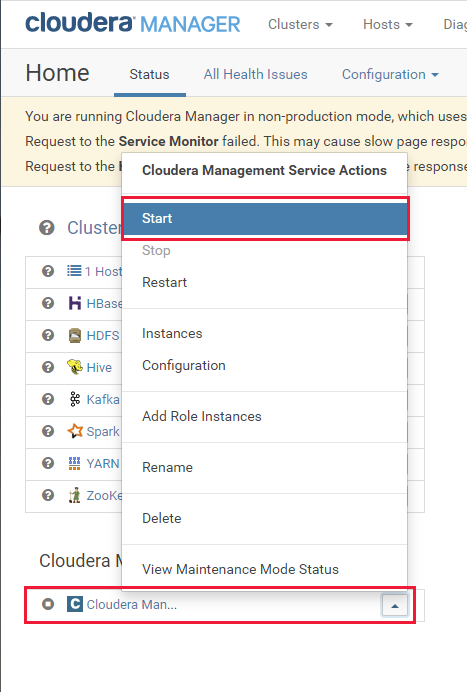 cloudera MANAGER Clusters Hosts Diag
Home Status All Health Issues Configuration
You are running Cloudera Manager in non-production mode, which uses
Request to the Service Monitor failed. This may cause slow page respon
Request to the H e response
Cloudera Management Service Actions
Start
Stop
Restart
Instances
Configuration
Add Role Instances
Rename
Delete
View Maintenance Mode Status
Cluster
1 Host
HBase
HDFS
Hive
Kafka
Spark
YARN
ZooKe
Cloudera M
C Cloudera Man...